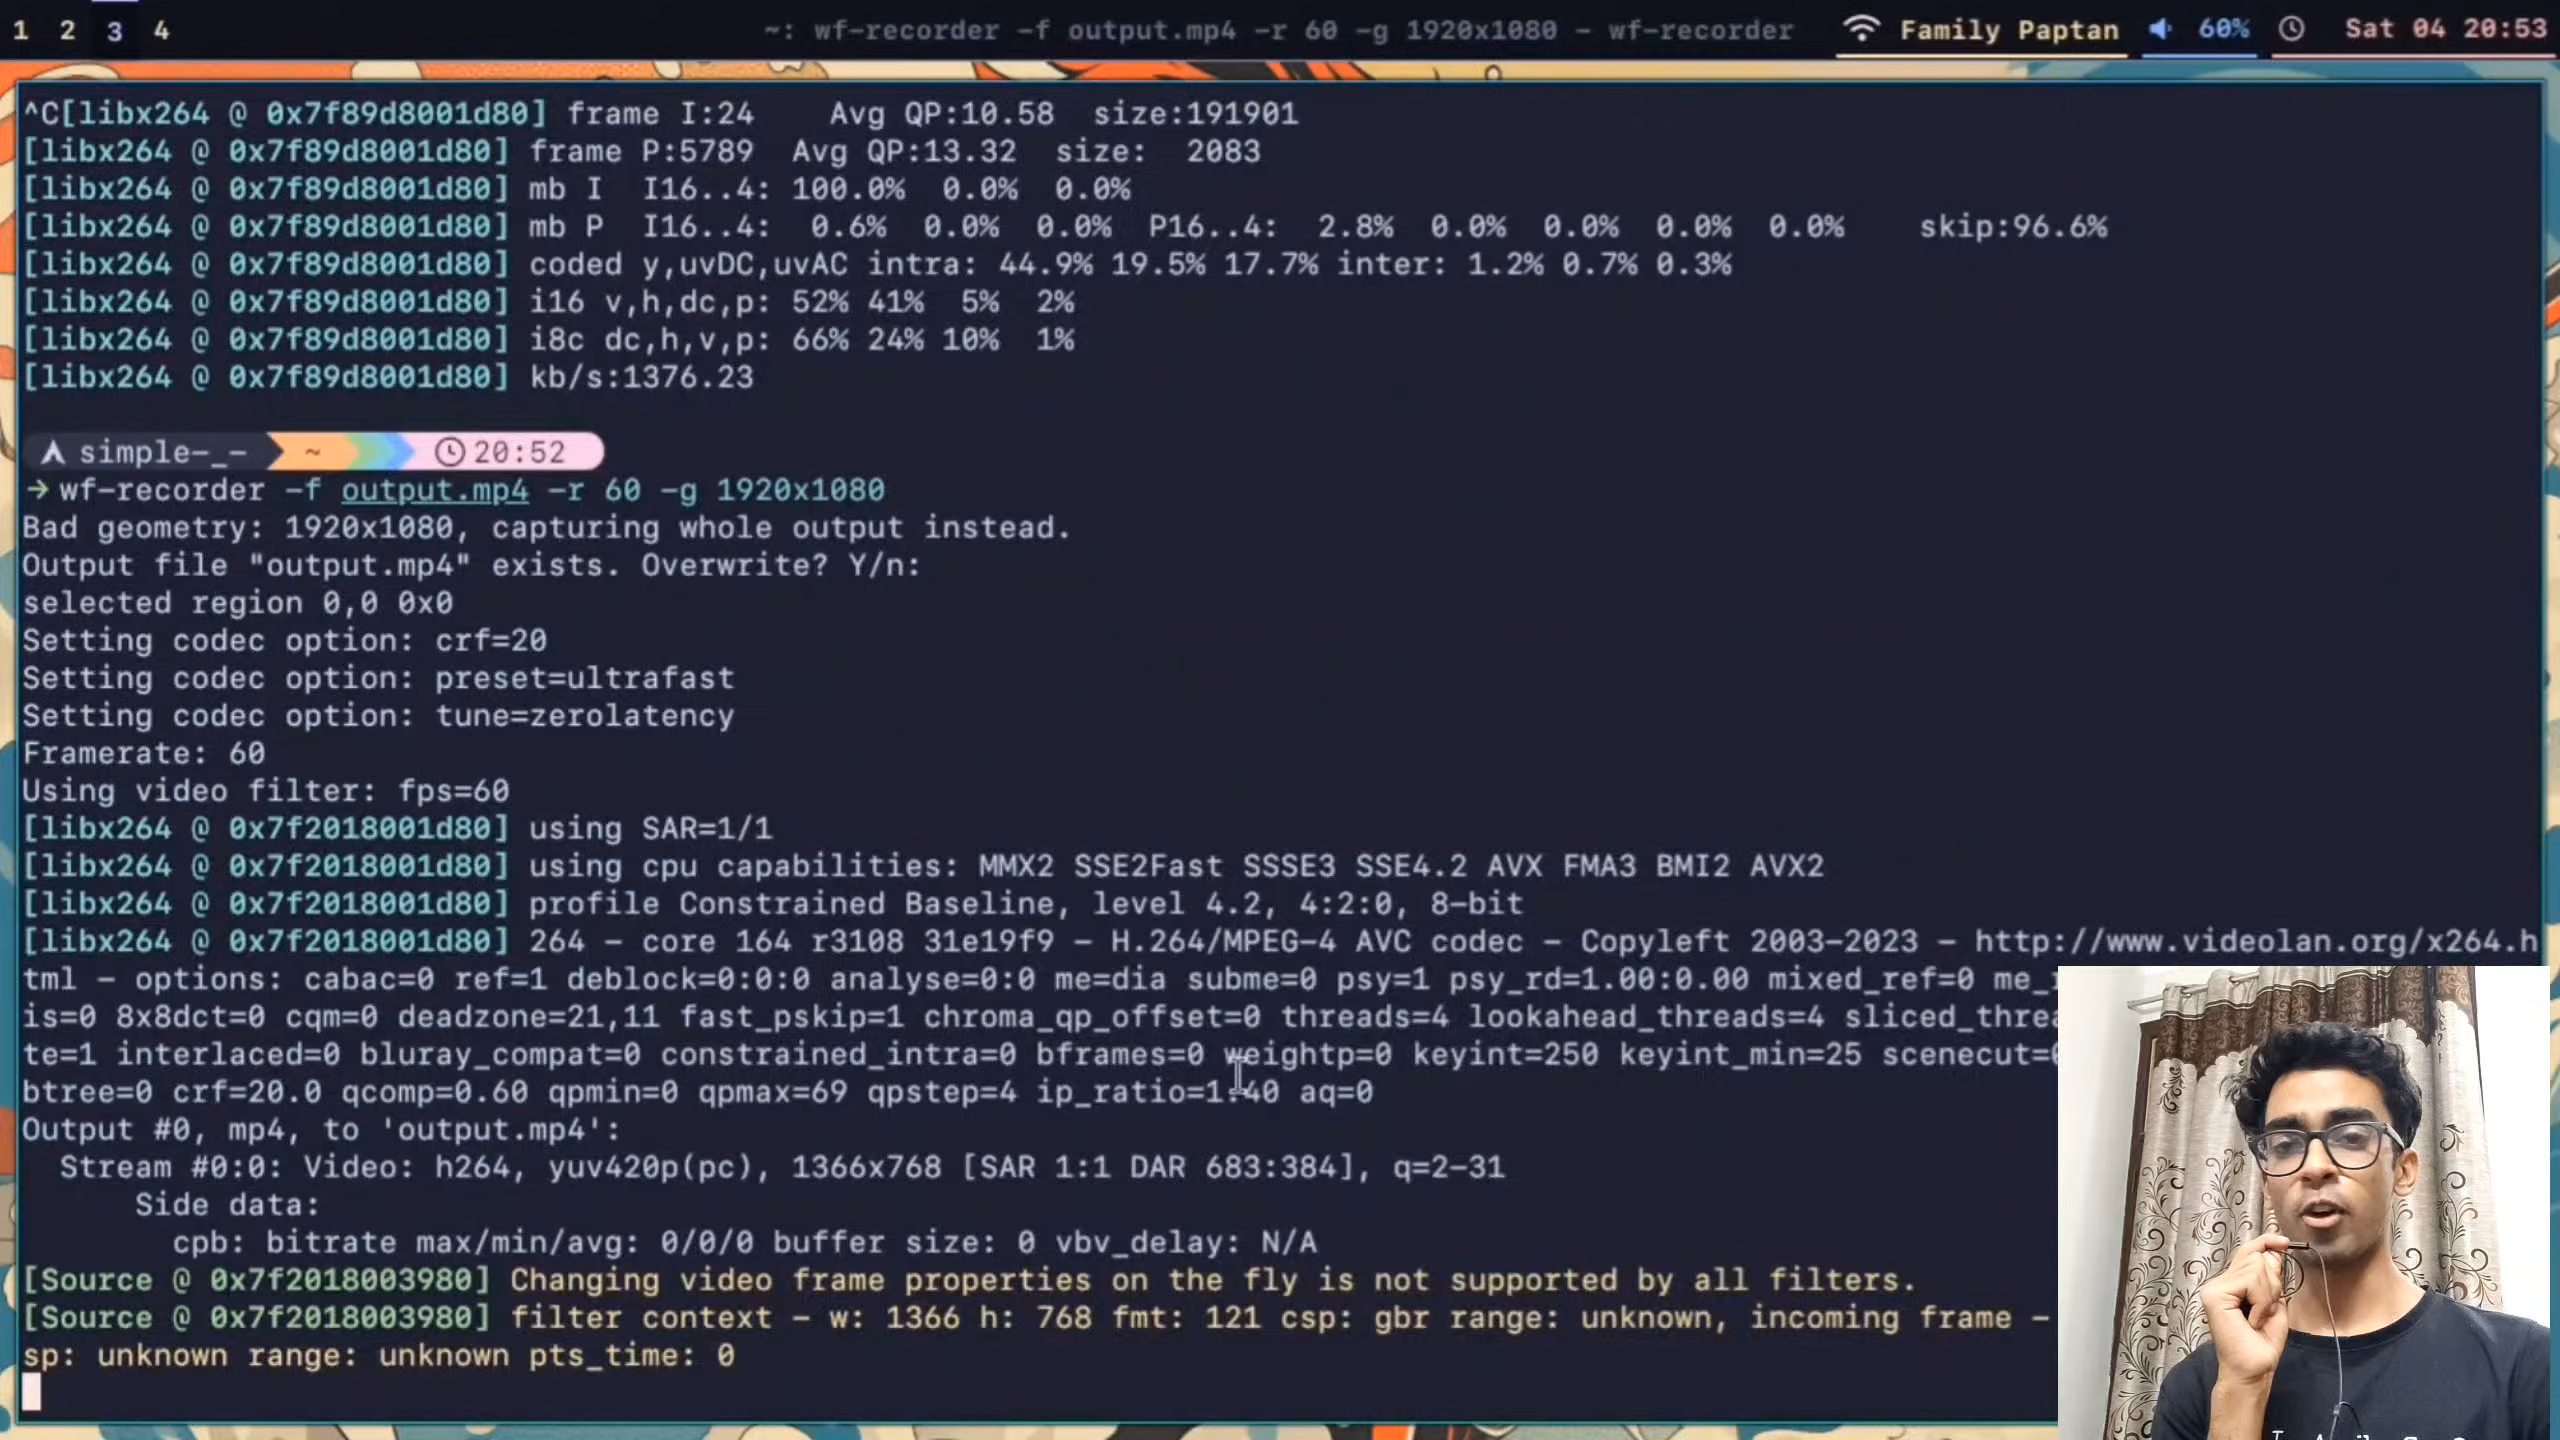 1 2 3 4 ~: wf-recorder -f output.mp4 -r 60 -g 1920x1080 - wf-recorder Family Paptan 60% Sat 04 20:53
^C[libx264 @ 0x7f89d8001d80] frame I:24 Avg QP:10.58 size:191901
[libx264 @ 0x7f89d8001d80] frame P:5789 Avg QP:13.32 size: 2083
[libx264 @ 0x7f89d8001d80] mb I I16..4: 100.0% 0.0% 0.0%
[libx264 @ 0x7f89d8001d80] mb P I16..4: 0.6% 0.0% 0.0% P16..4: 2.8% 0.0% 0.0% 0.0% 0.0% skip:96.6%
[libx264 @ 0x7f89d8001d80] coded y,uvDC,uvAC intra: 44.9% 19.5% 17.7% inter: 1.2% 0.7% 0.3%
[libx264 @ 0x7f89d8001d80] i16 v,h,dc,p: 52% 41% 5% 2%
[libx264 @ 0x7f89d8001d80] i8c dc,h,v,p: 66% 24% 10% 1%
[libx264 @ 0x7f89d8001d80] kb/s:1376.23
simple-_- ~ 20:52
→ wf-recorder -f output.mp4 -r 60 -g 1920x1080
Bad geometry: 1920x1080, capturing whole output instead.
Output file "output.mp4" exists. Overwrite? Y/n:
selected region 0,0 0x0
Setting codec option: crf=20
Setting codec option: preset=ultrafast
Setting codec option: tune=zerolatency
Framerate: 60
Using video filter: fps=60
[libx264 @ 0x7f2018001d80] using SAR=1/1
[libx264 @ 0x7f2018001d80] using cpu capabilities: MMX2 SSE2Fast SSSE3 SSE4.2 AVX FMA3 BMI2 AVX2
[libx264 @ 0x7f2018001d80] profile Constrained Baseline, level 4.2, 4:2:0, 8-bit
[libx264 @ 0x7f2018001d80] 264 - core 164 r3108 31e19f9 - H.264/MPEG-4 AVC codec - Copyleft 2003-2023 - http://www.videolan.org/x264.h
tml - options: cabac=0 ref=1 deblock=0:0:0 analyse=0:0 me=dia subme=0 psy=1 psy_rd=1.00:0.00 mixed_ref=0 me_r
is=0 8x8dct=0 cqm=0 deadzone=21,11 fast_pskip=1 chroma_qp_offset=0 threads=4 lookahead_threads=4 sliced_threa
te=1 interlaced=0 bluray_compat=0 constrained_intra=0 bframes=0 weightp=0 keyint=250 keyint_min=25 scenecut=0
btree=0 crf=20.0 qcomp=0.60 qpmin=0 qpmax=69 qpstep=4 ip_ratio=1.40 aq=0
Output #0, mp4, to 'output.mp4':
Stream #0:0: Video: h264, yuv420p(pc), 1366x768 [SAR 1:1 DAR 683:384], q=2-31
Side data:
cpb: bitrate max/min/avg: 0/0/0 buffer size: 0 vbv_delay: N/A
[Source @ 0x7f2018003980] Changing video frame properties on the fly is not supported by all filters.
[Source @ 0x7f2018003980] filter context - w: 1366 h: 768 fmt: 121 csp: gbr range: unknown, incoming frame -
sp: unknown range: unknown pts_time: 0